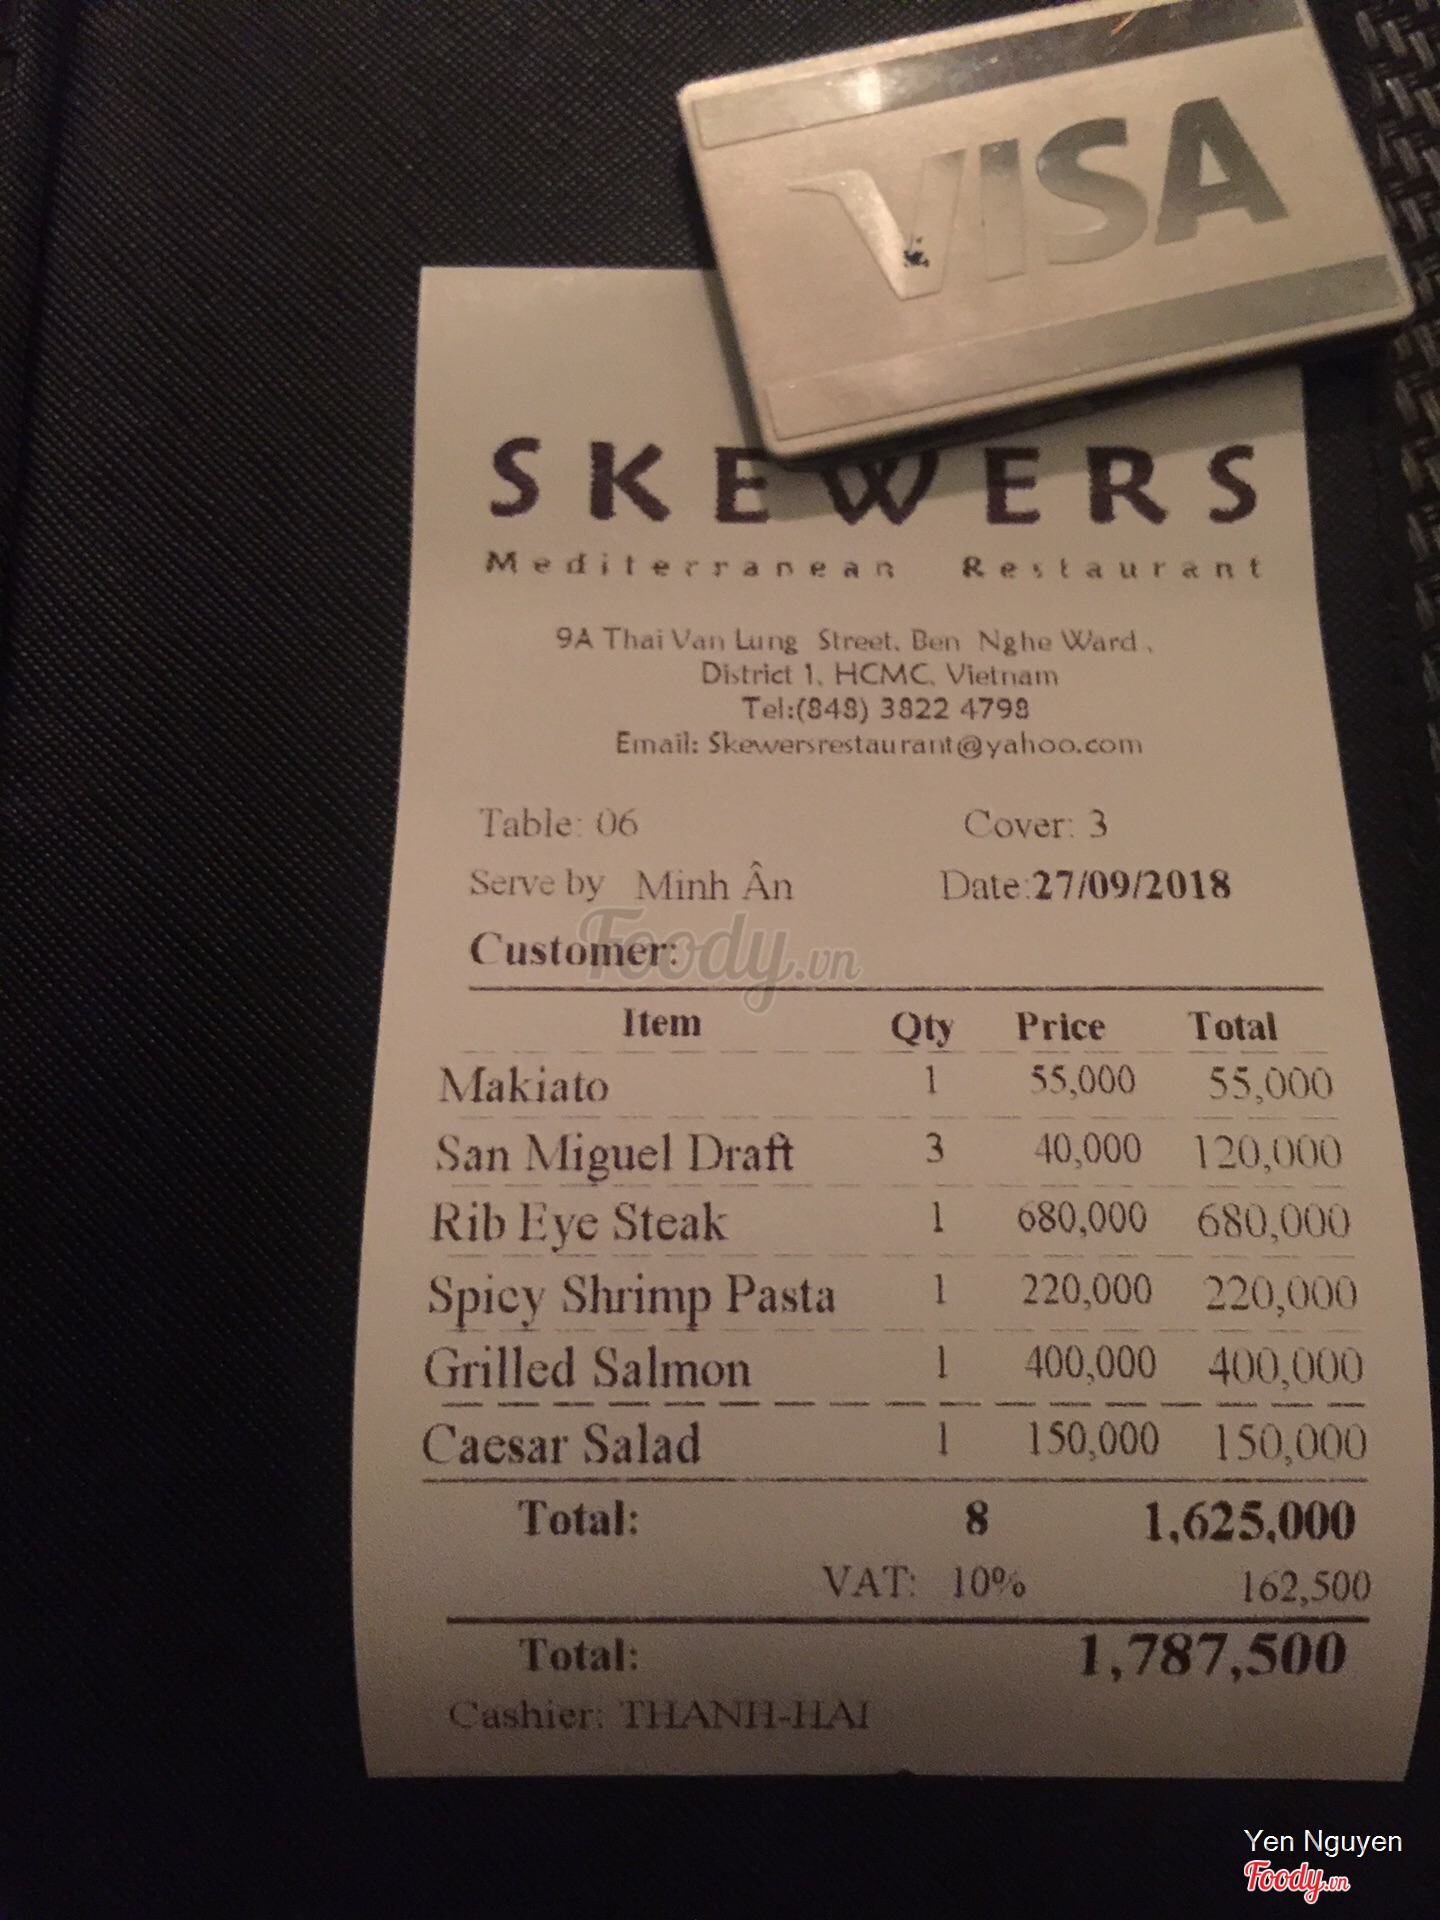 VISA
SKEWERS
Mediterranean Restaurant
9A Thai Van Lung Street, Ben Nghe Ward,
District 1, HCMC, Vietnam
Tel:(848) 3822 4798
Email: Skewersrestaurant@yahoo.com
Table: 06 Cover: 3
Serve by Minh Ân Date:27/09/2018
Customer:
Foody.vn
Item Qty Price Total
Makiato 1 55,000 55,000
San Miguel Draft 3 40,000 120,000
Rib Eye Steak 1 680,000 680,000
Spicy Shrimp Pasta 1 220,000 220,000
Grilled Salmon 1 400,000 400,000
Caesar Salad 1 150,000 150,000
Total: 8 1,625,000
VAT: 10% 162,500
Total: 1,787,500
Cashier: THANH-HAI
Yen Nguyen
Foody.vn